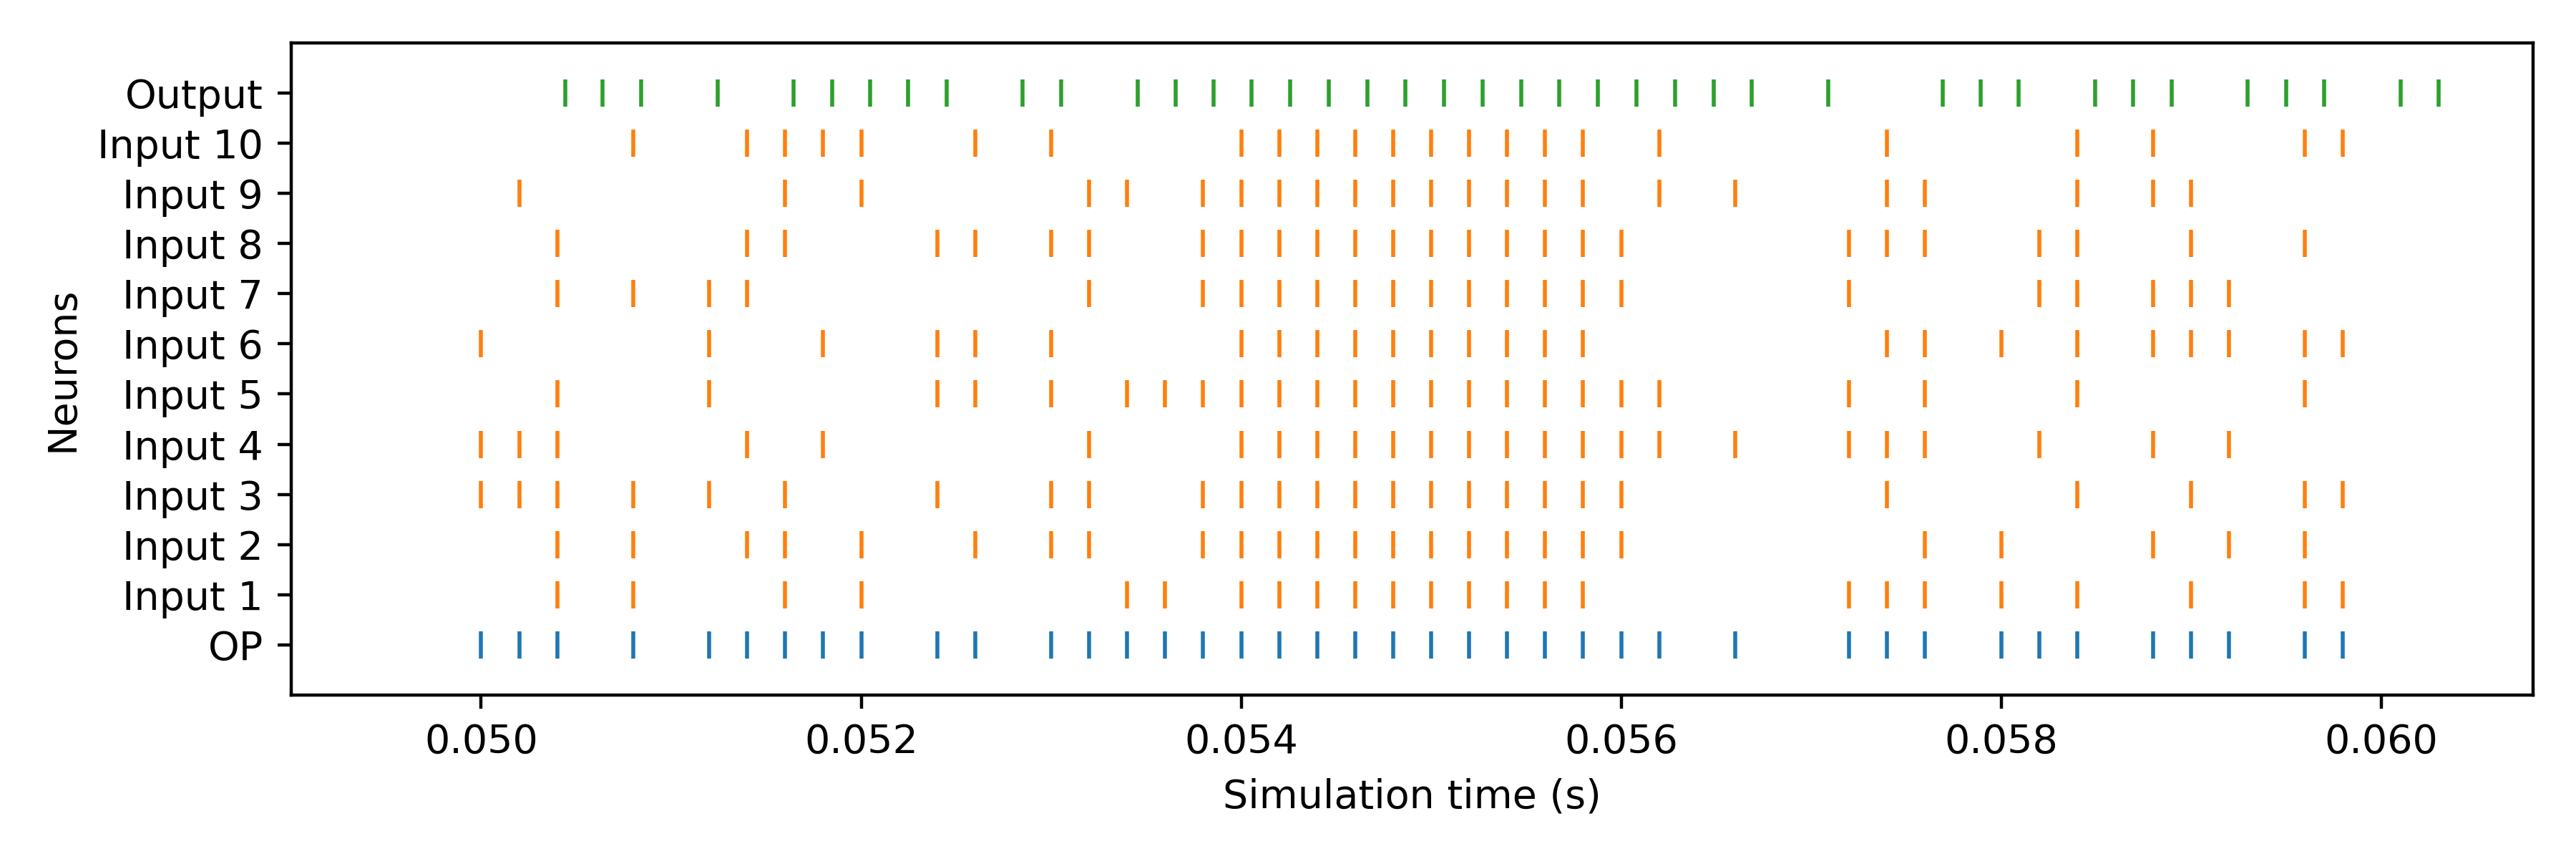 Output
Input 10
Input 9
Input 8
Input 7
Input 6
Input 5
Input 4
Input 3
Input 2
Input 1
OP
Neurons
0.050 0.052 0.054 0.056 0.058 0.060
Simulation time (s)